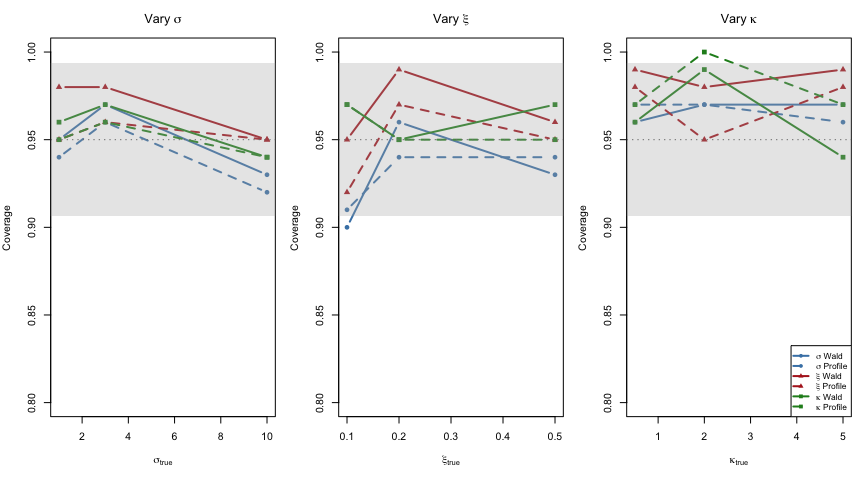 Vary σ
Coverage
1.00
0.95
0.90
0.85
0.80
2 4 6 8 10
σtrue
Vary ξ
Coverage
1.00
0.95
0.90
0.85
0.80
0.1 0.2 0.3 0.4 0.5
ξtrue
Vary κ
Coverage
1.00
0.95
0.90
0.85
0.80
1 2 3 4 5
κtrue
σ Wald
σ Profile
ξ Wald
ξ Profile
κ Wald
κ Profile